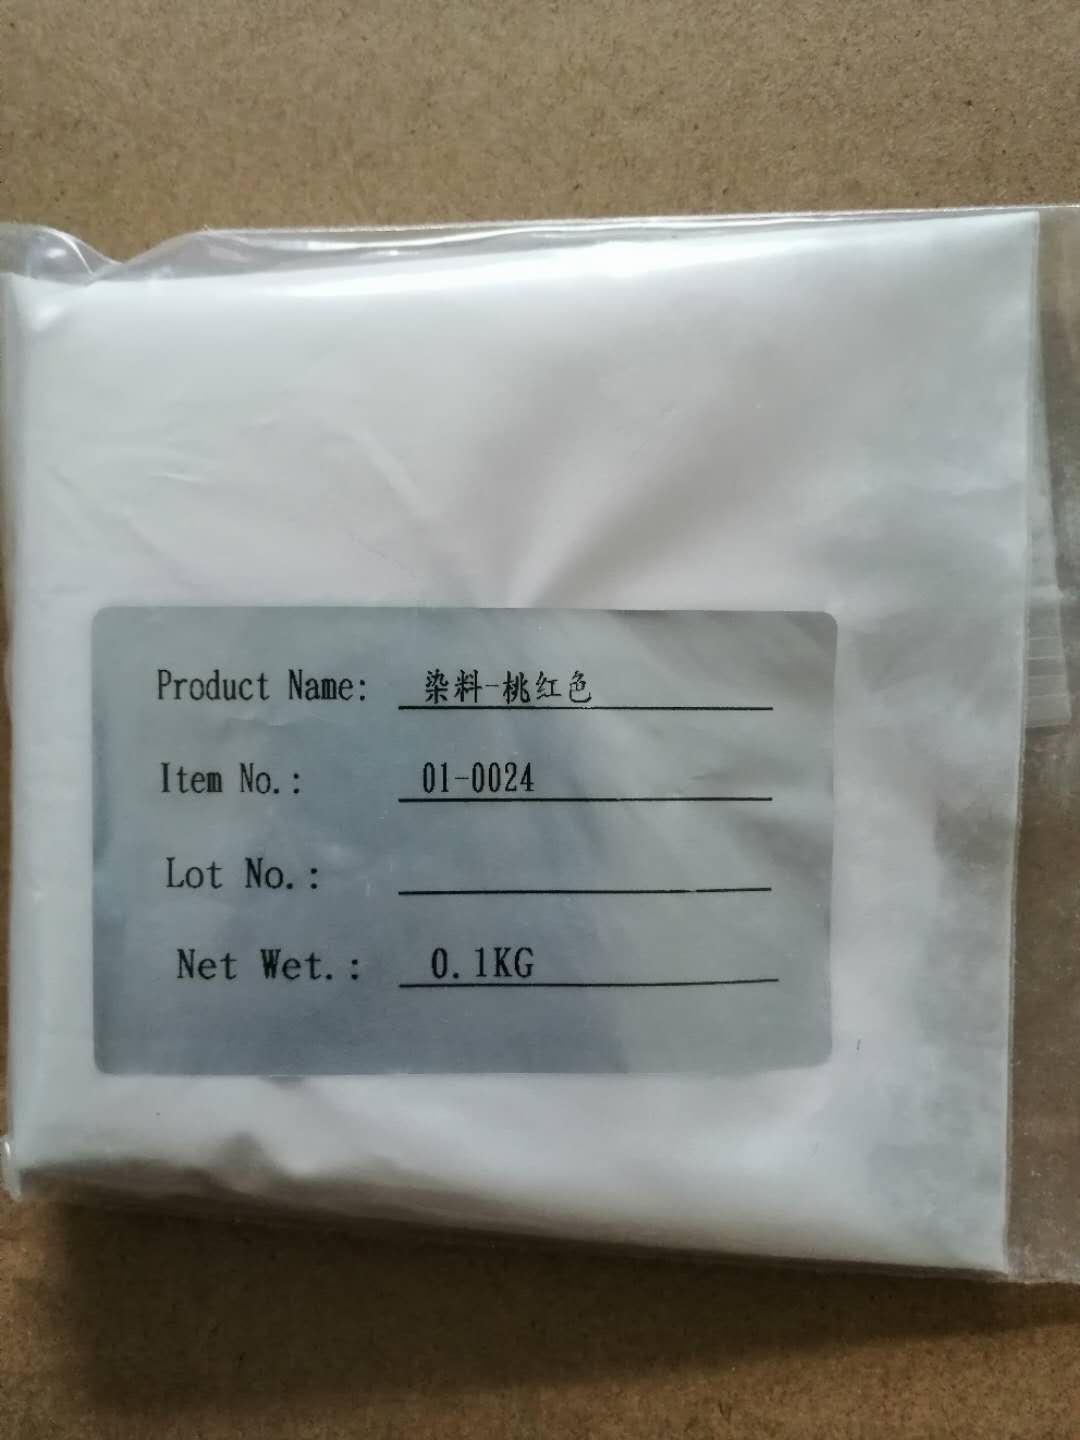 Product Name: 染料-桃红色
Item No.: 01-0024
Lot No.:
Net Wet.: 0.1KG